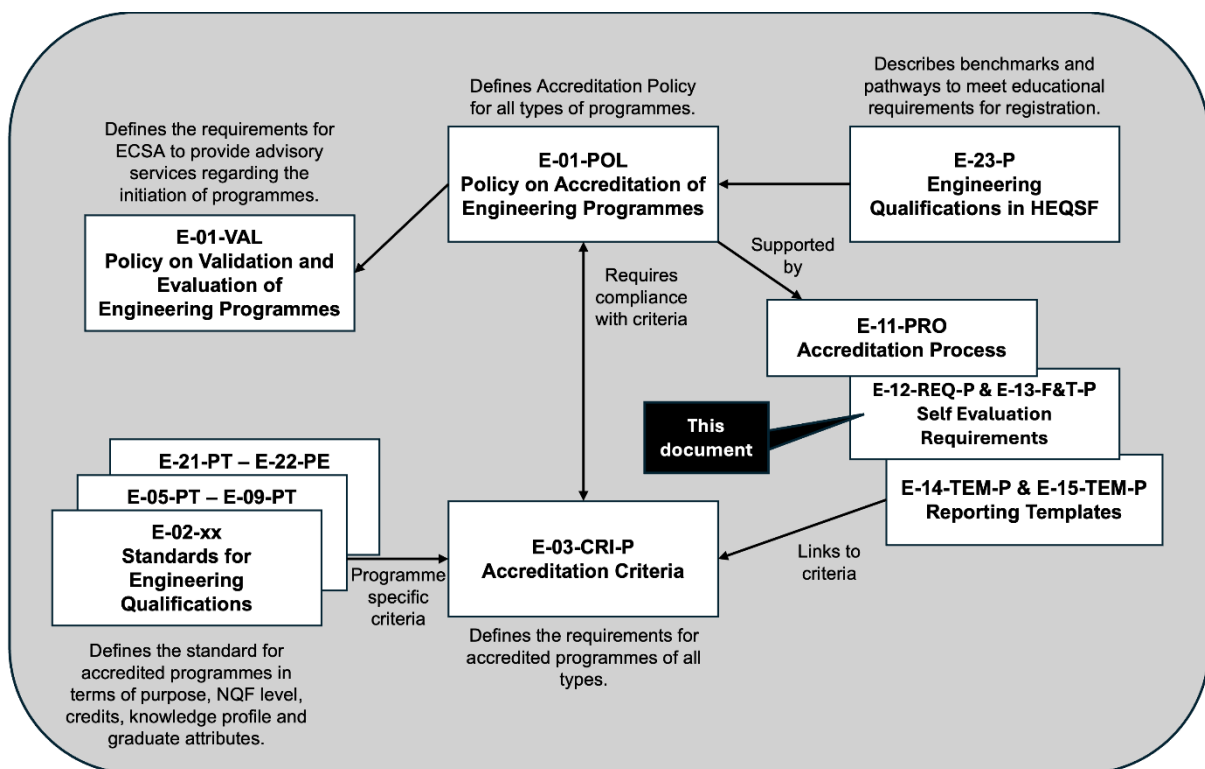 Defines Accreditation Policy
for all types of programmes.
Describes benchmarks and
pathways to meet educational
requirements for registration.
Defines the requirements for
ECSA to provide advisory
services regarding the
initiation of programmes.
E-01-POL
Policy on Accreditation of
Engineering Programmes
E-23-P
Engineering
Qualifications in HEQSF
E-01-VAL
Policy on Validation and
Evaluation of
Engineering Programmes
Supported
by
Requires
compliance
with criteria
E-11-PRO
Accreditation Process
E-12-REQ-P & E-13-F&T-P
Self Evaluation
Requirements
This
document
E-14-TEM-P & E-15-TEM-P
Reporting Templates
E-21-PT – E-22-PE
E-05-PT – E-09-PT
E-02-xx
Standards for
Engineering
Qualifications
Programme
specific
criteria
E-03-CRI-P
Accreditation Criteria
Links to
criteria
Defines the requirements for
accredited programmes of all
types.
Defines the standard for
accredited programmes in
terms of purpose, NQF level,
credits, knowledge profile and
graduate attributes.